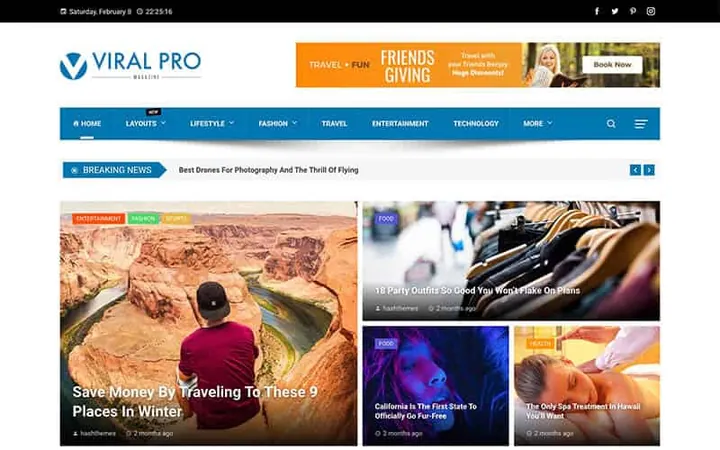 Saturday, February 8 22:25:16
VIRAL PRO
MAGAZINE
TRAVEL + FUN
FRIENDS
GIVING
Travel with
your Friends &enjoy
Huge Discounts!
Book Now
NEW
HOME LAYOUTS LIFESTYLE FASHION TRAVEL ENTERTAINMENT TECHNOLOGY MORE
BREAKING NEWS Best Drones For Photography And The Thrill Of Flying
ENTERTAINMENT FASHION SPORTS
Save Money By Traveling To These 9
Places In Winter
hashthemes 2 months ago
FOOD
18 Party Outfits So Good You Won't Flake On Plans
hashthemes 2 months ago
FOOD
California Is The First State To
Officially Go Fur-Free
2 months ago
HEALTH
The Only Spa Treatment In Hawaii
You'll Want
2 months ago